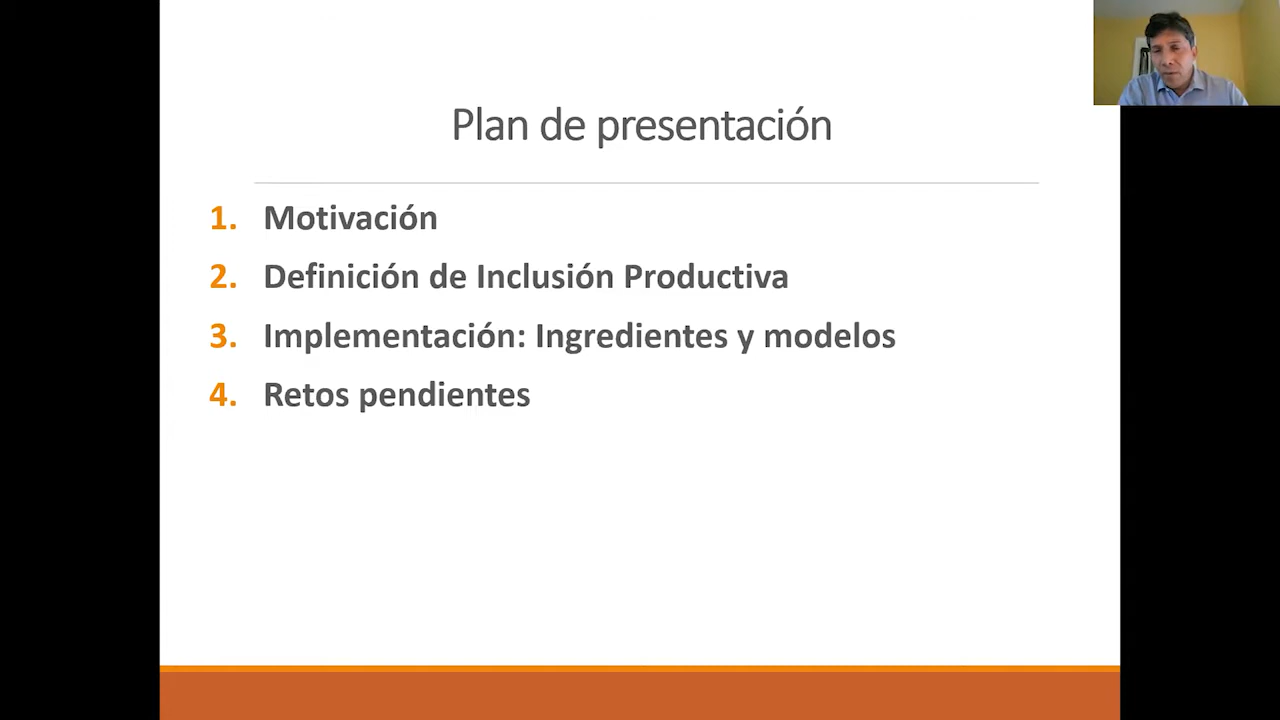 Plan de presentación
1. Motivación
2. Definición de Inclusión Productiva
3. Implementación: Ingredientes y modelos
4. Retos pendientes